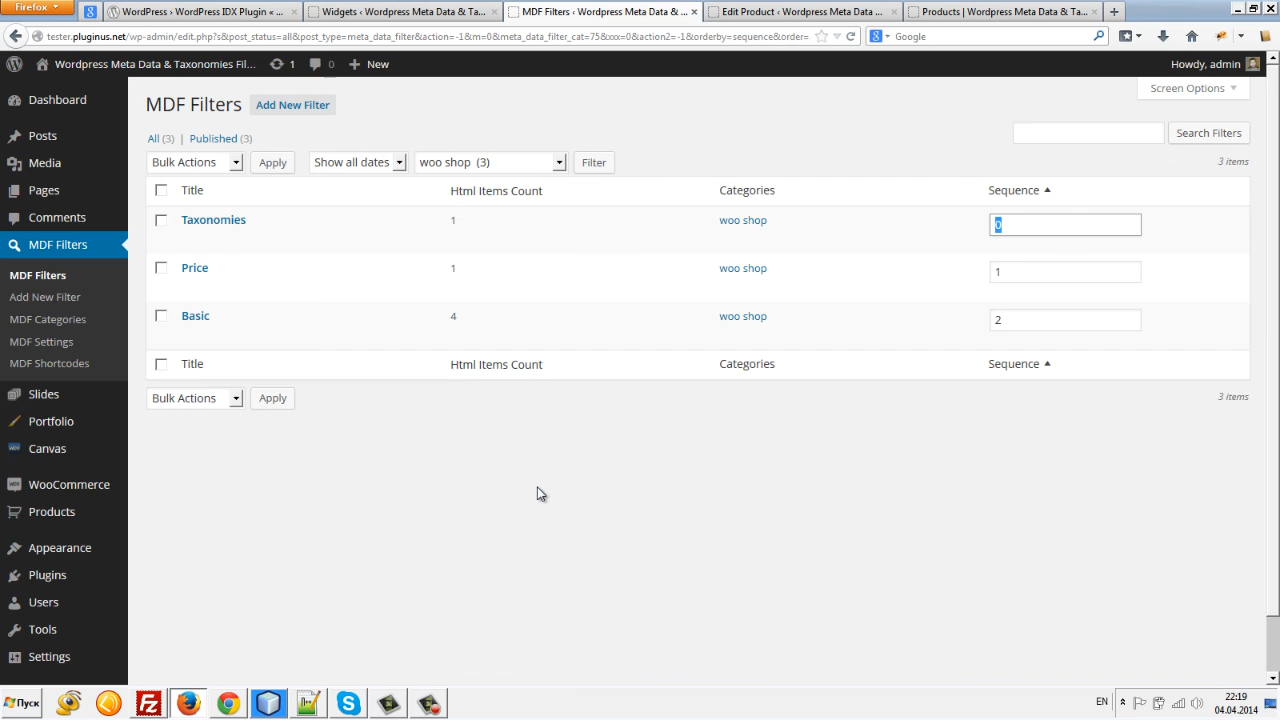 Firefox
WordPress › WordPress IDX Plugin « ...
Widgets ‹ Wordpress Meta Data & T...
MDF Filters ‹ Wordpress Meta Data & ...
Edit Product ‹ Wordpress Meta Data ...
Products | Wordpress Meta Data & Ta...
tester.pluginus.net/wp-admin/edit.php?s&post_status=all&post_type=meta_data_filter&action=-1&m=0&meta_data_filter_cat=75&xxx=0&action2=-1&orderby=sequence&order=
Google
Wordpress Meta Data & Taxonomies Fil...
1
0
New
Howdy, admin
Dashboard
Posts
Media
Pages
Comments
MDF Filters
MDF Filters
Add New Filter
MDF Categories
MDF Settings
MDF Shortcodes
Slides
Portfolio
Canvas
WooCommerce
Products
Appearance
Plugins
Users
Tools
Settings
Screen Options
MDF Filters Add New Filter
All (3) | Published (3)
Search Filters
Bulk Actions Apply Show all dates woo shop (3) Filter
3 items
Title Html Items Count Categories Sequence
Taxonomies 1 woo shop 0
Price 1 woo shop 1
Basic 4 woo shop 2
Title Html Items Count Categories Sequence
Bulk Actions Apply
3 items
Пуск
EN
22:19
04.04.2014